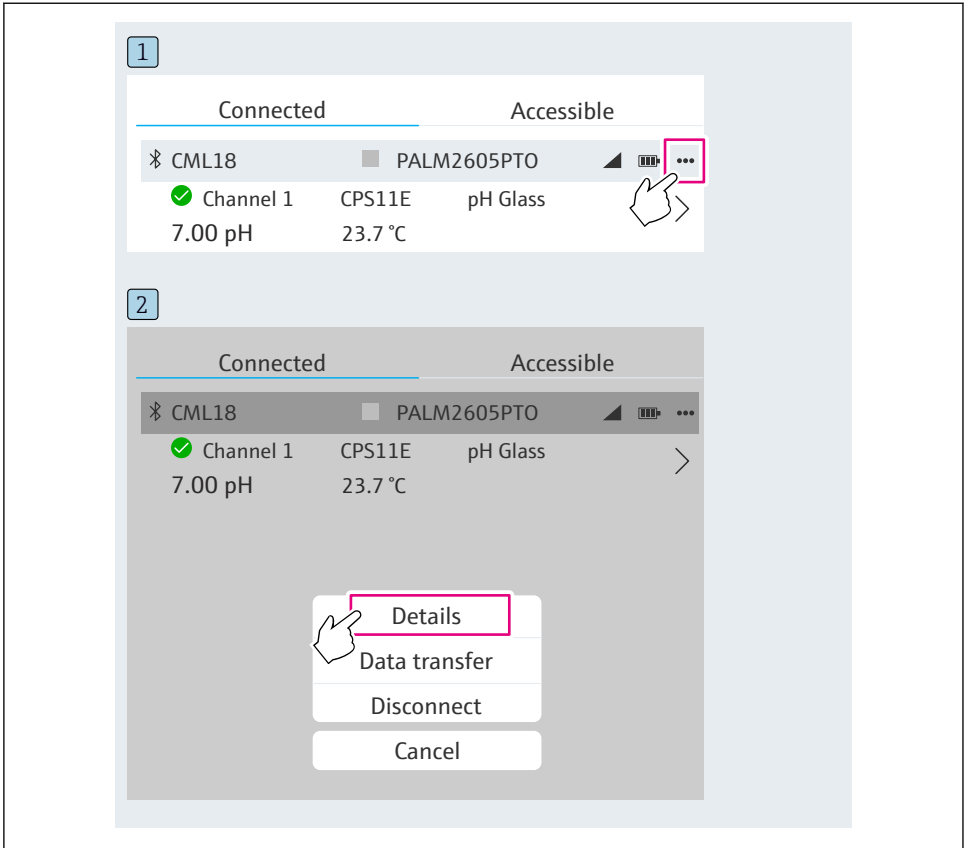 1
Connected Accessible
CML18 PALM2605PTO •••
Channel 1 CPS11E pH Glass
7.00 pH 23.7 °C
2
Connected Accessible
CML18 PALM2605PTO •••
Channel 1 CPS11E pH Glass
7.00 pH 23.7 °C
Details
Data transfer
Disconnect
Cancel